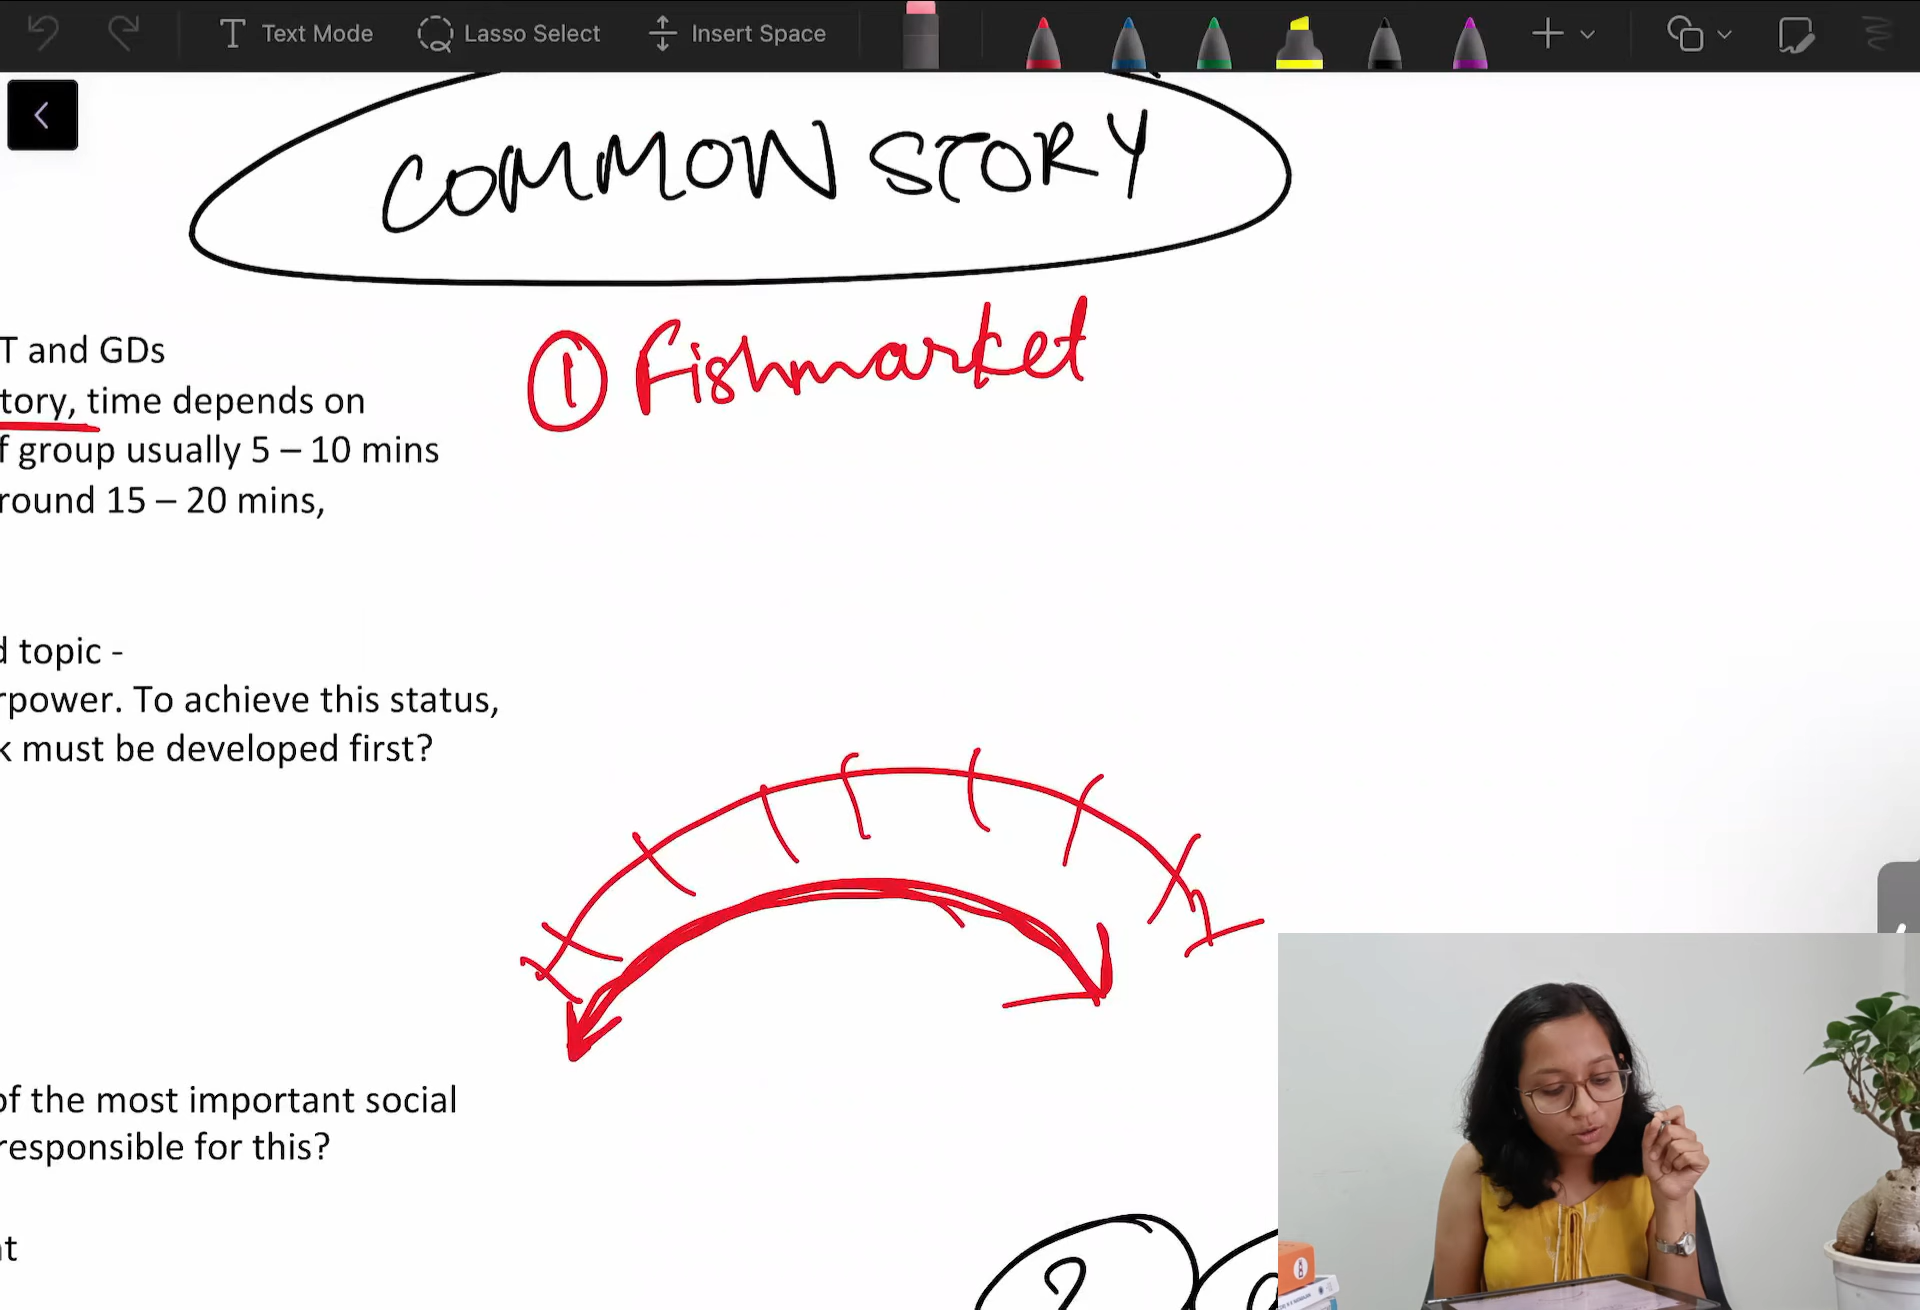 Text Mode Lasso Select Insert Space
COMMON STORY
① Fishmarket
T and GDs
tory, time depends on
f group usually 5 – 10 mins
round 15 – 20 mins,
d topic -
rpower. To achieve this status,
k must be developed first?
of the most important social
responsible for this?
nt
2